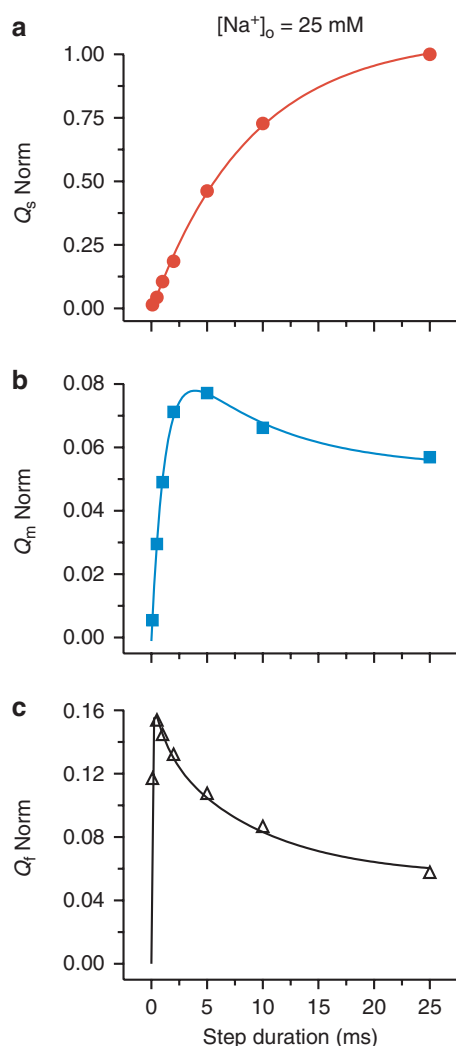 a
[Na+]o = 25 mM
1.00
0.75
0.50
0.25
0.00
Qs Norm
b
0.08
0.06
0.04
0.02
0.00
Qm Norm
c
0.16
0.12
0.08
0.04
0.00
Qf Norm
0 5 10 15 20 25
Step duration (ms)